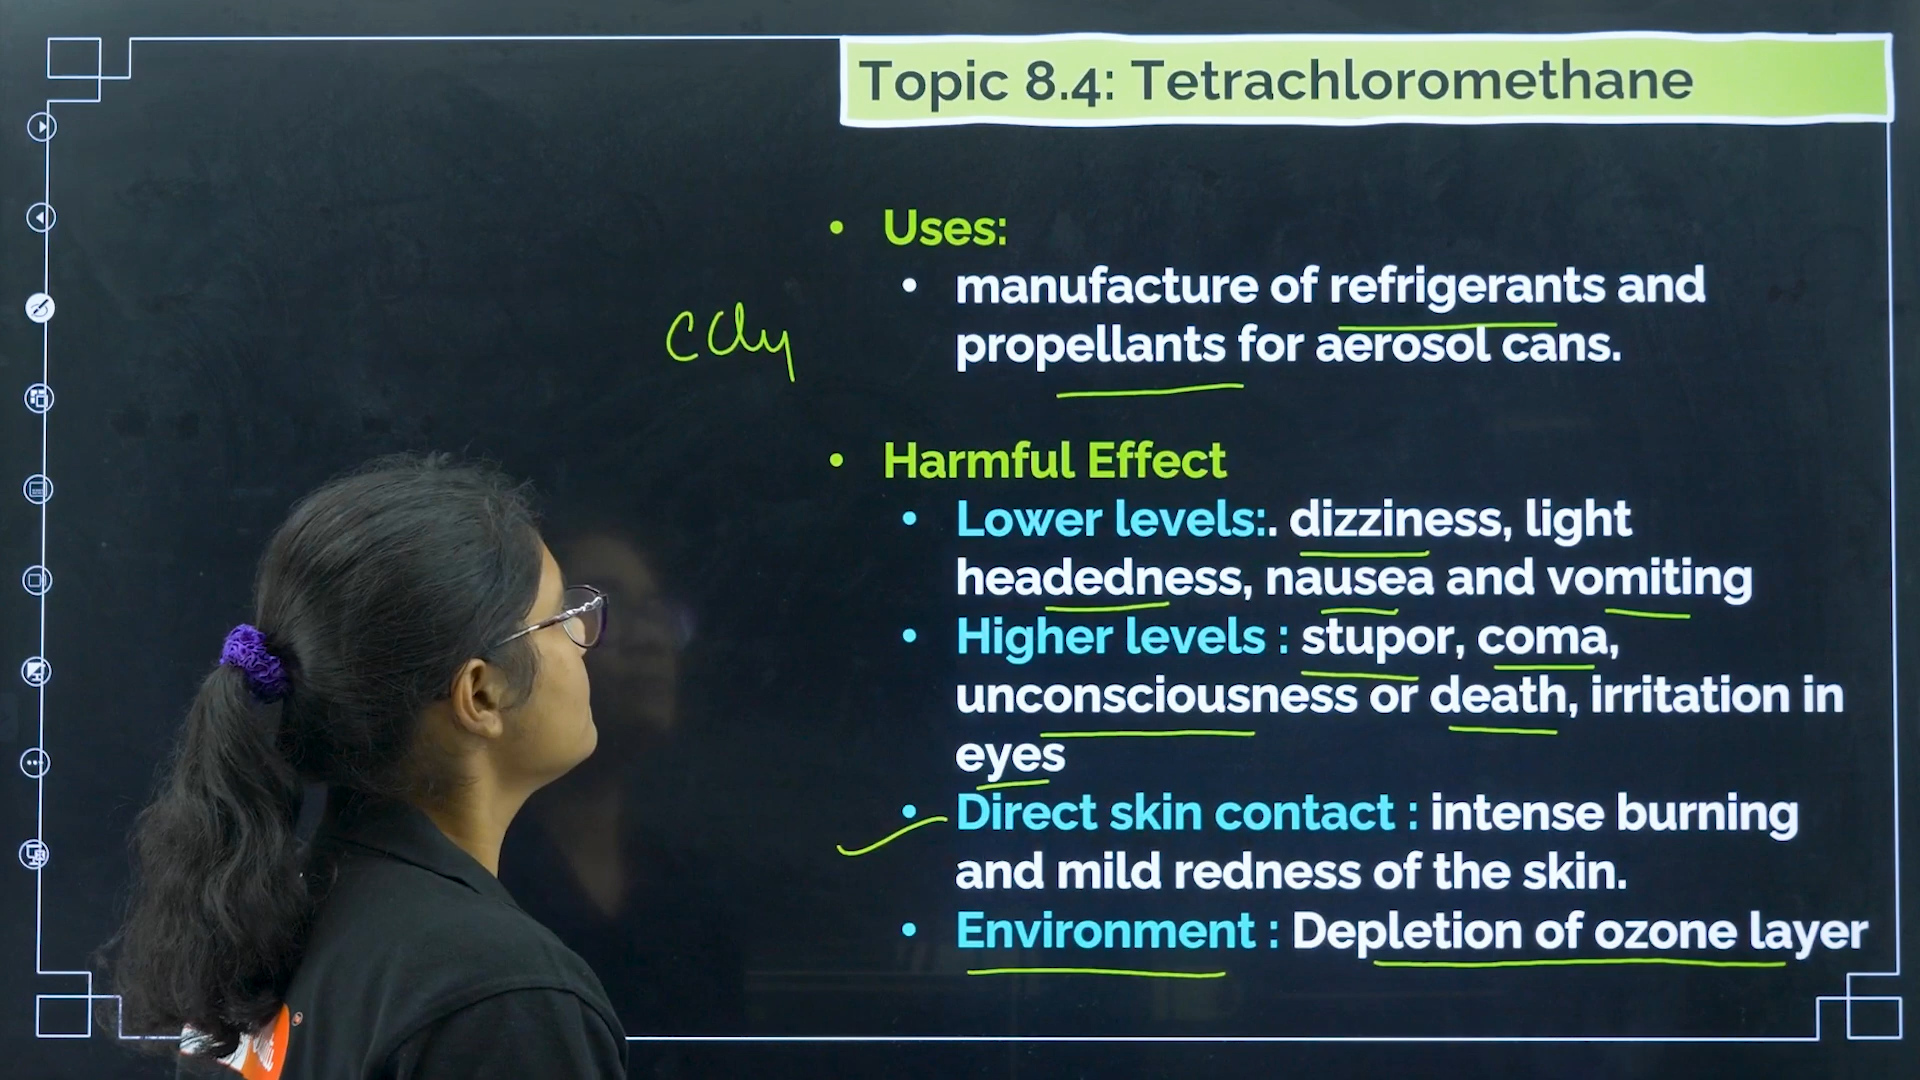 Topic 8.4: Tetrachloromethane
• Uses:
• manufacture of refrigerants and
propellants for aerosol cans.
CCl4
• Harmful Effect
• Lower levels:. dizziness, light
headedness, nausea and vomiting
• Higher levels : stupor, coma,
unconsciousness or death, irritation in
eyes
• Direct skin contact : intense burning
and mild redness of the skin.
• Environment : Depletion of ozone layer